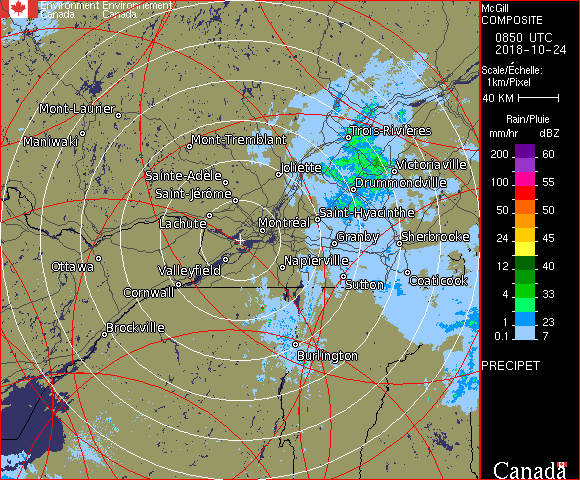 Environment Environnement
Canada Canada
McGill
COMPOSITE
0850 UTC
2018-10-24
Scale/Échelle:
1km/Pixel
40 KM
Rain/Pluie
mm/hr dBZ
200 60
100 55
50 50
24 45
12 40
4 33
1 23
0.1 7
PRECIPET
Mont-Laurier
Maniwaki
Mont-Tremblant
Trois-Rivières
Joliette
Victoriaville
Sainte-Adèle
Drummondville
Saint-Jérôme
Lachute
Montréal
Saint-Hyacinthe
Granby
Sherbrooke
Ottawa
Valleyfield
Napierville
Cornwall
Sutton
Coaticook
Brockville
Burlington
Canada